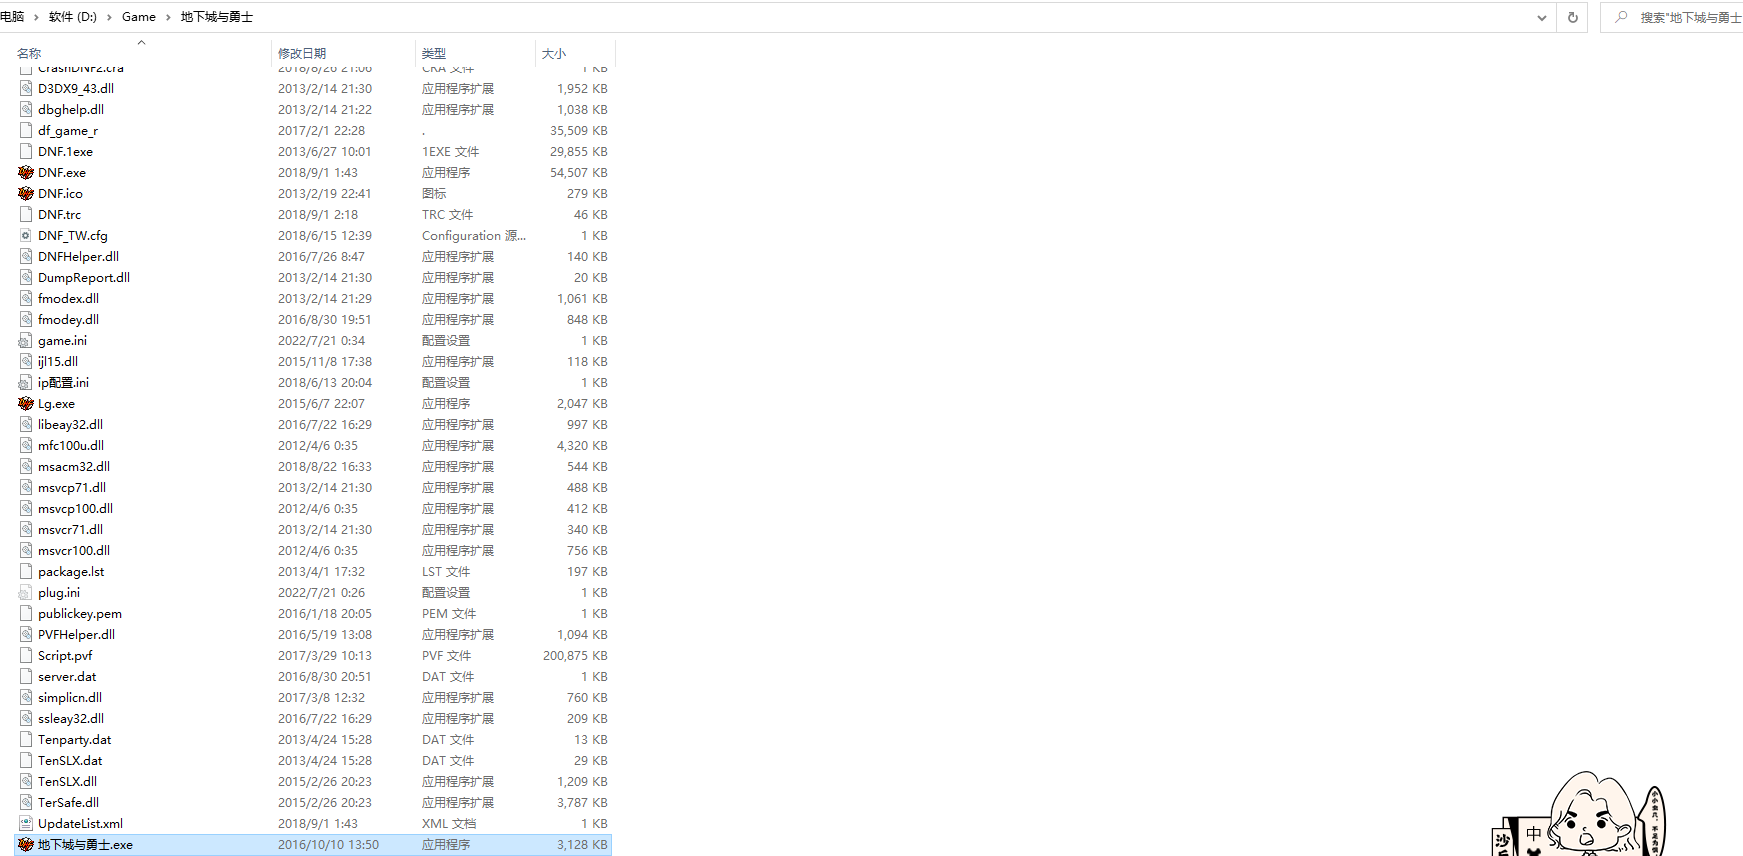 电脑 › 软件 (D:) › Game › 地下城与勇士
搜索"地下城与勇士
名称 修改日期 类型 大小
CrashDNF2.cra 2018/8/26 21:06 CRA 文件 1 KB
D3DX9_43.dll 2013/2/14 21:30 应用程序扩展 1,952 KB
dbghelp.dll 2013/2/14 21:22 应用程序扩展 1,038 KB
df_game_r 2017/2/1 22:28 . 35,509 KB
DNF.1exe 2013/6/27 10:01 1EXE 文件 29,855 KB
DNF.exe 2018/9/1 1:43 应用程序 54,507 KB
DNF.ico 2013/2/19 22:41 图标 279 KB
DNF.trc 2018/9/1 2:18 TRC 文件 46 KB
DNF_TW.cfg 2018/6/15 12:39 Configuration 源... 1 KB
DNFHelper.dll 2016/7/26 8:47 应用程序扩展 140 KB
DumpReport.dll 2013/2/14 21:30 应用程序扩展 20 KB
fmodex.dll 2013/2/14 21:29 应用程序扩展 1,061 KB
fmodey.dll 2016/8/30 19:51 应用程序扩展 848 KB
game.ini 2022/7/21 0:34 配置设置 1 KB
ijl15.dll 2015/11/8 17:38 应用程序扩展 118 KB
ip配置.ini 2018/6/13 20:04 配置设置 1 KB
Lg.exe 2015/6/7 22:07 应用程序 2,047 KB
libeay32.dll 2016/7/22 16:29 应用程序扩展 997 KB
mfc100u.dll 2012/4/6 0:35 应用程序扩展 4,320 KB
msacm32.dll 2018/8/22 16:33 应用程序扩展 544 KB
msvcp71.dll 2013/2/14 21:30 应用程序扩展 488 KB
msvcp100.dll 2012/4/6 0:35 应用程序扩展 412 KB
msvcr71.dll 2013/2/14 21:30 应用程序扩展 340 KB
msvcr100.dll 2012/4/6 0:35 应用程序扩展 756 KB
package.lst 2013/4/1 17:32 LST 文件 197 KB
plug.ini 2022/7/21 0:26 配置设置 1 KB
publickey.pem 2016/1/18 20:05 PEM 文件 1 KB
PVFHelper.dll 2016/5/19 13:08 应用程序扩展 1,094 KB
Script.pvf 2017/3/29 10:13 PVF 文件 200,875 KB
server.dat 2016/8/30 20:51 DAT 文件 1 KB
simplicn.dll 2017/3/8 12:32 应用程序扩展 760 KB
ssleay32.dll 2016/7/22 16:29 应用程序扩展 209 KB
Tenparty.dat 2013/4/24 15:28 DAT 文件 13 KB
TenSLX.dat 2013/4/24 15:28 DAT 文件 29 KB
TenSLX.dll 2015/2/26 20:23 应用程序扩展 1,209 KB
TerSafe.dll 2015/2/26 20:23 应用程序扩展 3,787 KB
UpdateList.xml 2018/9/1 1:43 XML 文档 1 KB
地下城与勇士.exe 2016/10/10 13:50 应用程序 3,128 KB
中